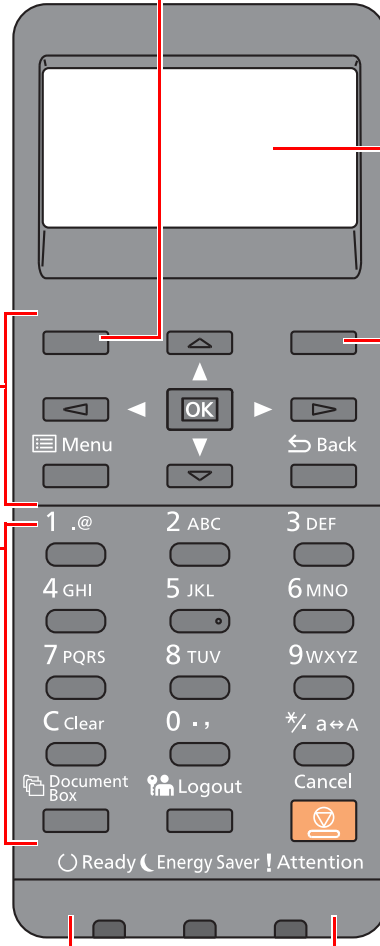 OK
Menu Back
1 .@ 2 ABC 3 DEF
4 GHI 5 JKL 6 MNO
7 PQRS 8 TUV 9 WXYZ
C Clear 0 . , */. a↔A
Document Box Logout Cancel
Ready Energy Saver ! Attention